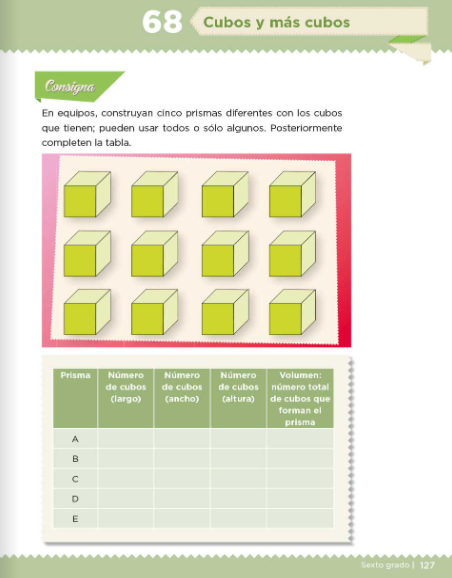 68
Cubos y más cubos
Consigna
En equipos, construyan cinco prismas diferentes con los cubos
que tienen; pueden usar todos o sólo algunos. Posteriormente
completen la tabla.
Prisma
Número
de cubos
(largo)
Número
de cubos
(ancho)
Número
de cubos
(altura)
Volumen:
número total
de cubos que
forman el
prisma
A
B
C
D
E
Sexto grado | 127